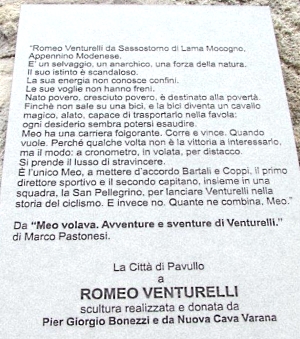 "Romeo Venturelli da Sassostorno di Lama Mocogno,
Appennino Modenese.
E' un selvaggio, un anarchico, una forza della natura.
Il suo istinto è scandaloso.
La sua energia non conosce confini.
Le sue voglie non hanno freni.
Nato povero, cresciuto povero, è destinato alla povertà.
Finché non sale su una bici, e la bici diventa un cavallo
magico, alato, capace di trasportarlo nella favola:
ogni desiderio sembra potersi esaudire.
Meo ha una carriera folgorante. Corre e vince. Quando
vuole. Perché qualche volta non è la vittoria a interessarlo,
ma il modo: a cronometro, in volata, per distacco.
Si prende il lusso di stravincere.
È l'unico Meo, a mettere d'accordo Bartali e Coppi, il primo
direttore sportivo e il secondo capitano, insieme in una
squadra, la San Pellegrino, per lanciare Venturelli nella
storia del ciclismo. E invece no. Quante ne combina, Meo."
Da "Meo volava. Avventure e sventure di Venturelli."
di Marco Pastonesi.
La Città di Pavullo
a
ROMEO VENTURELLI
scultura realizzata e donata da
Pier Giorgio Bonezzi e da Nuova Cava Varana